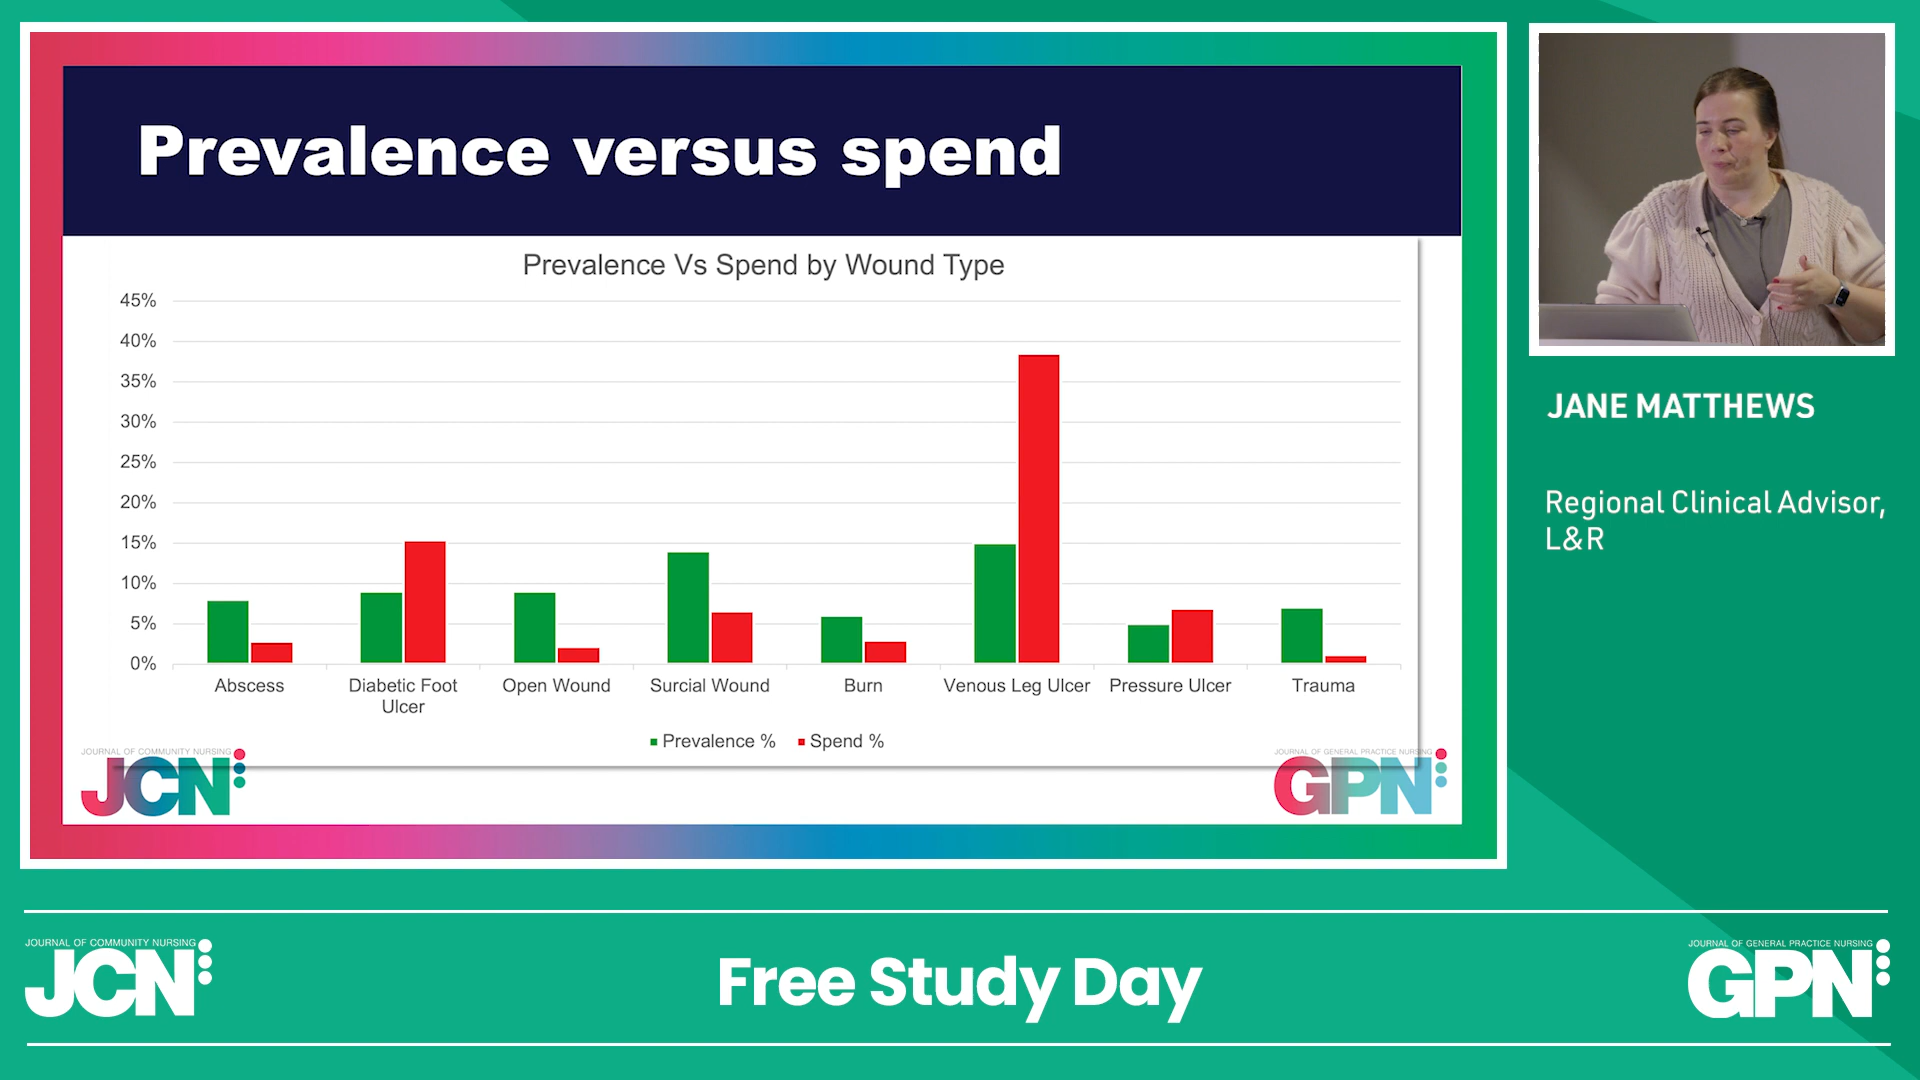 Prevalence versus spend
Prevalence Vs Spend by Wound Type
45%
40%
35%
30%
25%
20%
15%
10%
5%
0%
Abscess
Diabetic Foot
Ulcer
Open Wound
Surcial Wound
Burn
Venous Leg Ulcer
Pressure Ulcer
Trauma
Prevalence %
Spend %
JOURNAL OF COMMUNITY NURSING
JCN
JOURNAL OF GENERAL PRACTICE NURSING
GPN
JANE MATTHEWS
Regional Clinical Advisor,
L&R
JOURNAL OF COMMUNITY NURSING
JCN
Free Study Day
JOURNAL OF GENERAL PRACTICE NURSING
GPN